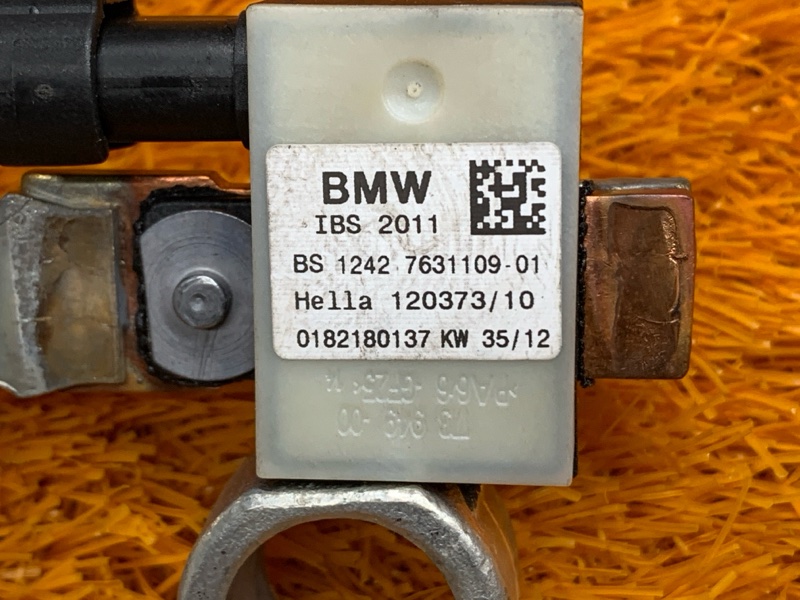 BMW
IBS 2011
BS 1242 7631109-01
Hella 120373/10
0182180137 KW 35/12